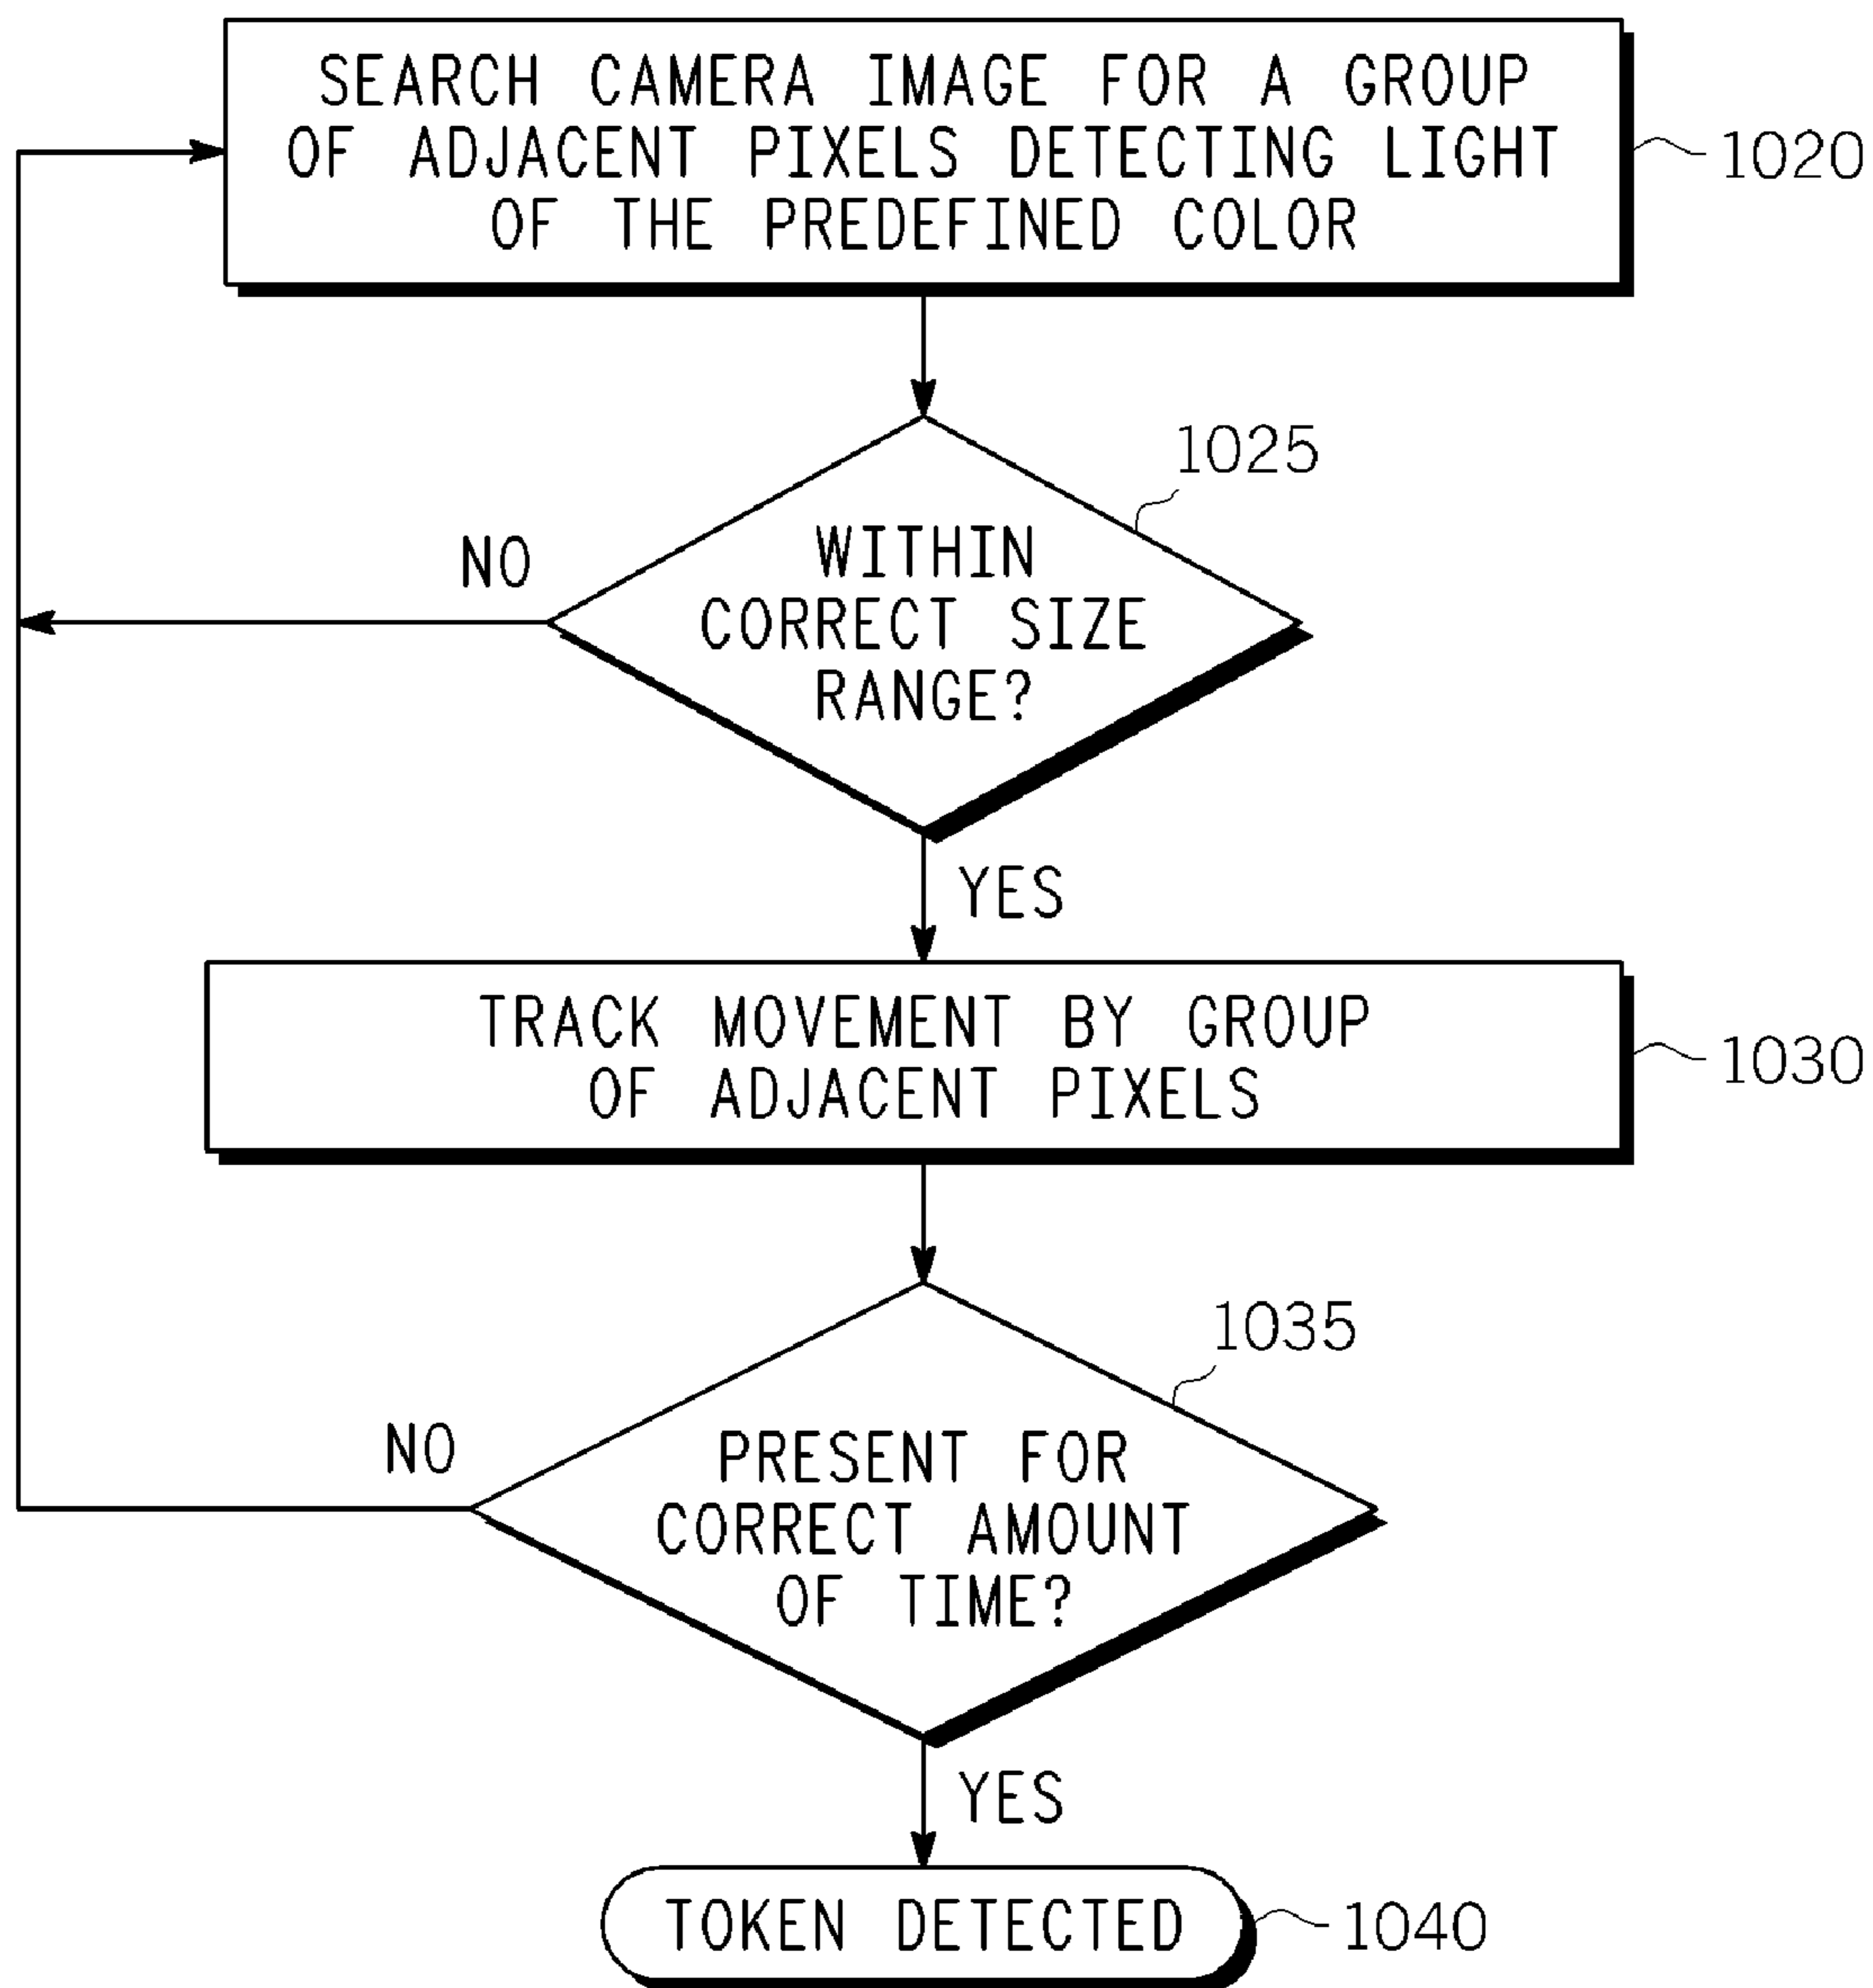 SEARCH CAMERA IMAGE FOR A GROUP
OF ADJACENT PIXELS DETECTING LIGHT
OF THE PREDEFINED COLOR
1020
1025
NO
WITHIN
CORRECT SIZE
RANGE?
YES
TRACK MOVEMENT BY GROUP
OF ADJACENT PIXELS
1030
1035
NO
PRESENT FOR
CORRECT AMOUNT
OF TIME?
YES
TOKEN DETECTED
1040